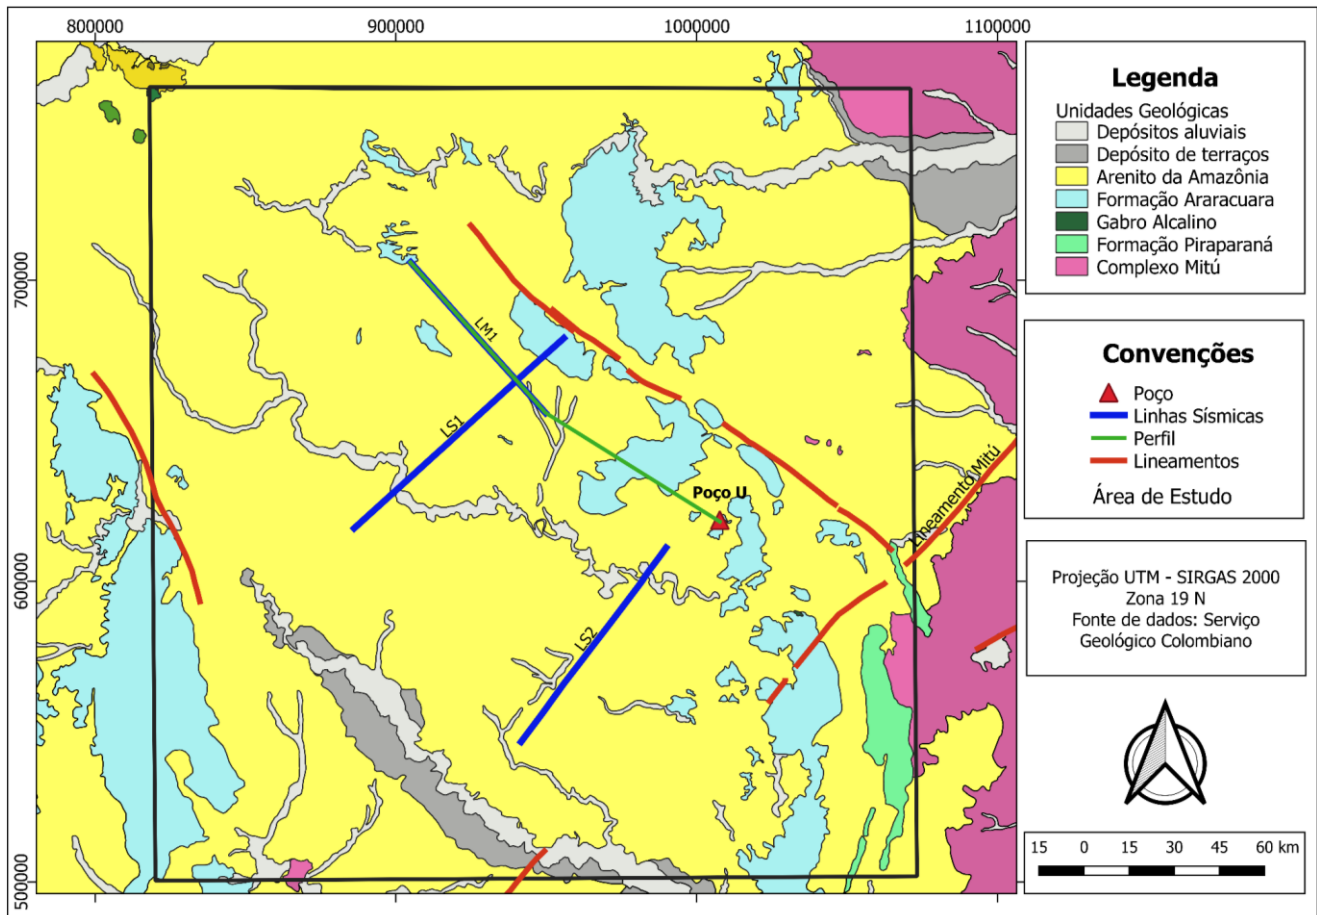 800000 900000 1000000 1100000
700000
600000
500000
LM1
LS1
Poço U
LS2
Lineamento Mitú
Legenda
Unidades Geológicas
Depósitos aluviais
Depósito de terraços
Arenito da Amazônia
Formação Araracuara
Gabro Alcalino
Formação Piraparaná
Complexo Mitú
Convenções
Poço
Linhas Sísmicas
Perfil
Lineamentos
Área de Estudo
Projeção UTM - SIRGAS 2000
Zona 19 N
Fonte de dados: Serviço
Geológico Colombiano
15 0 15 30 45 60 km